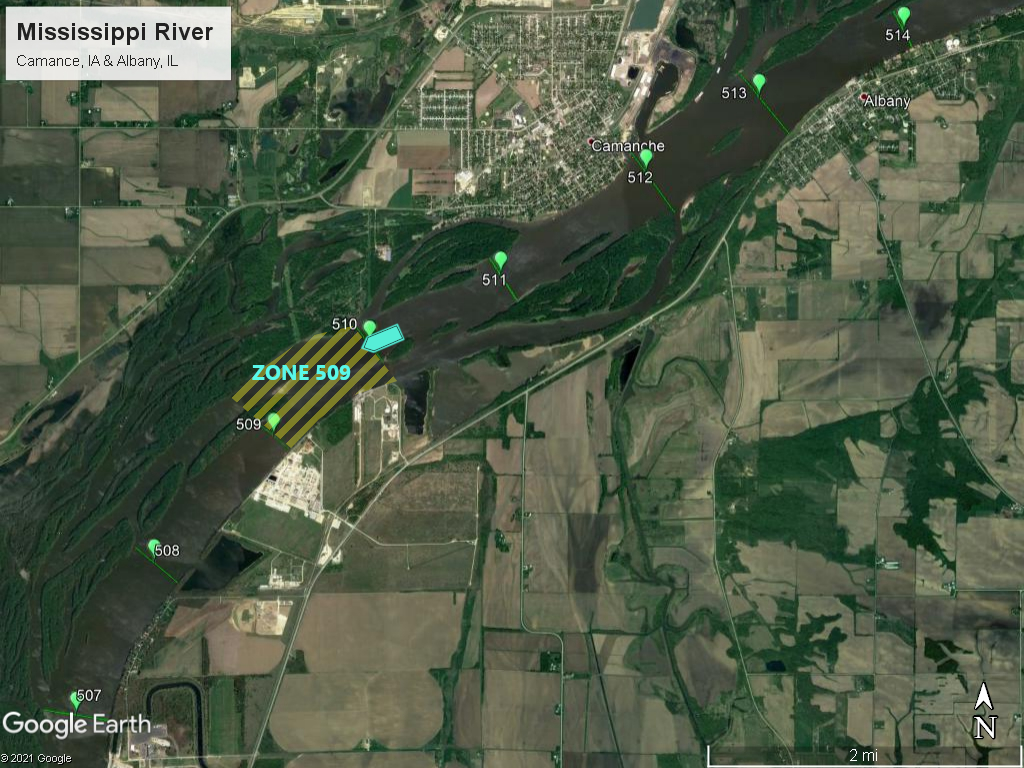 Mississippi River
Camance, IA & Albany, IL
514
513
Albany
Camanche
512
511
510
ZONE 509
509
508
507
Google Earth
N
2 mi
© 2021 Google